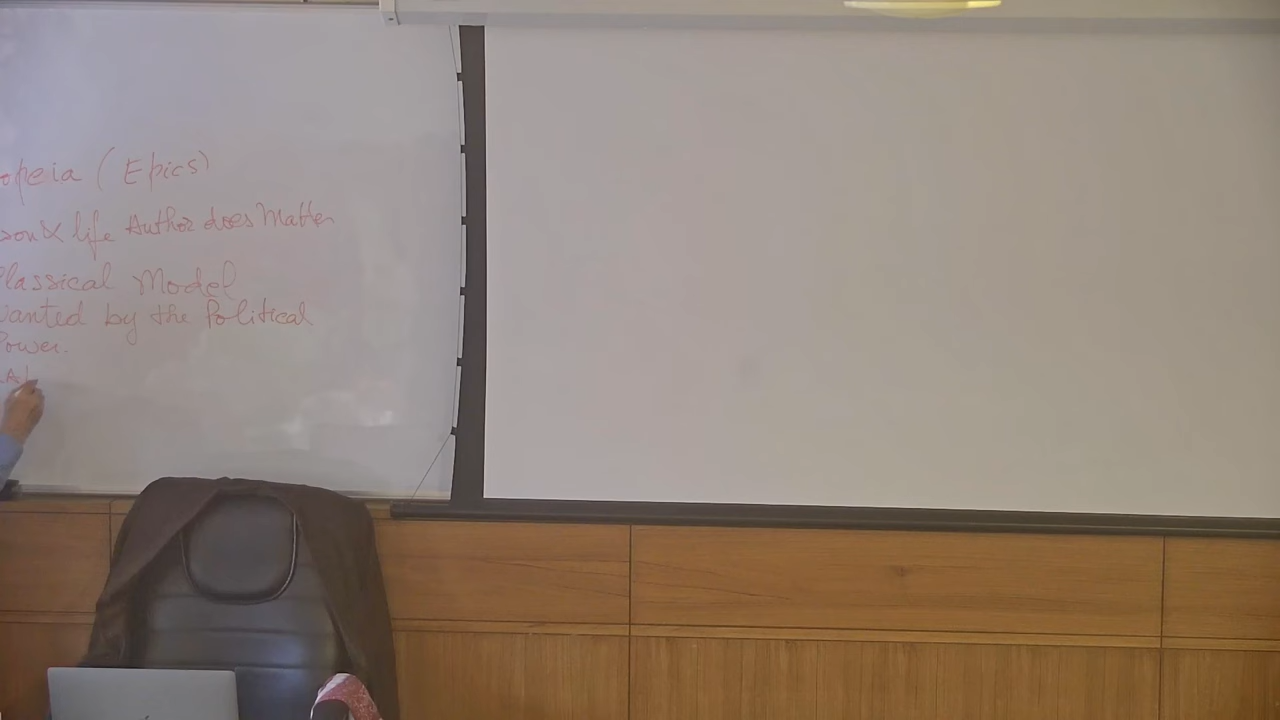 opeia (Epics)
son & life Author does Matter
Classical Model
wanted by the Political
Power.